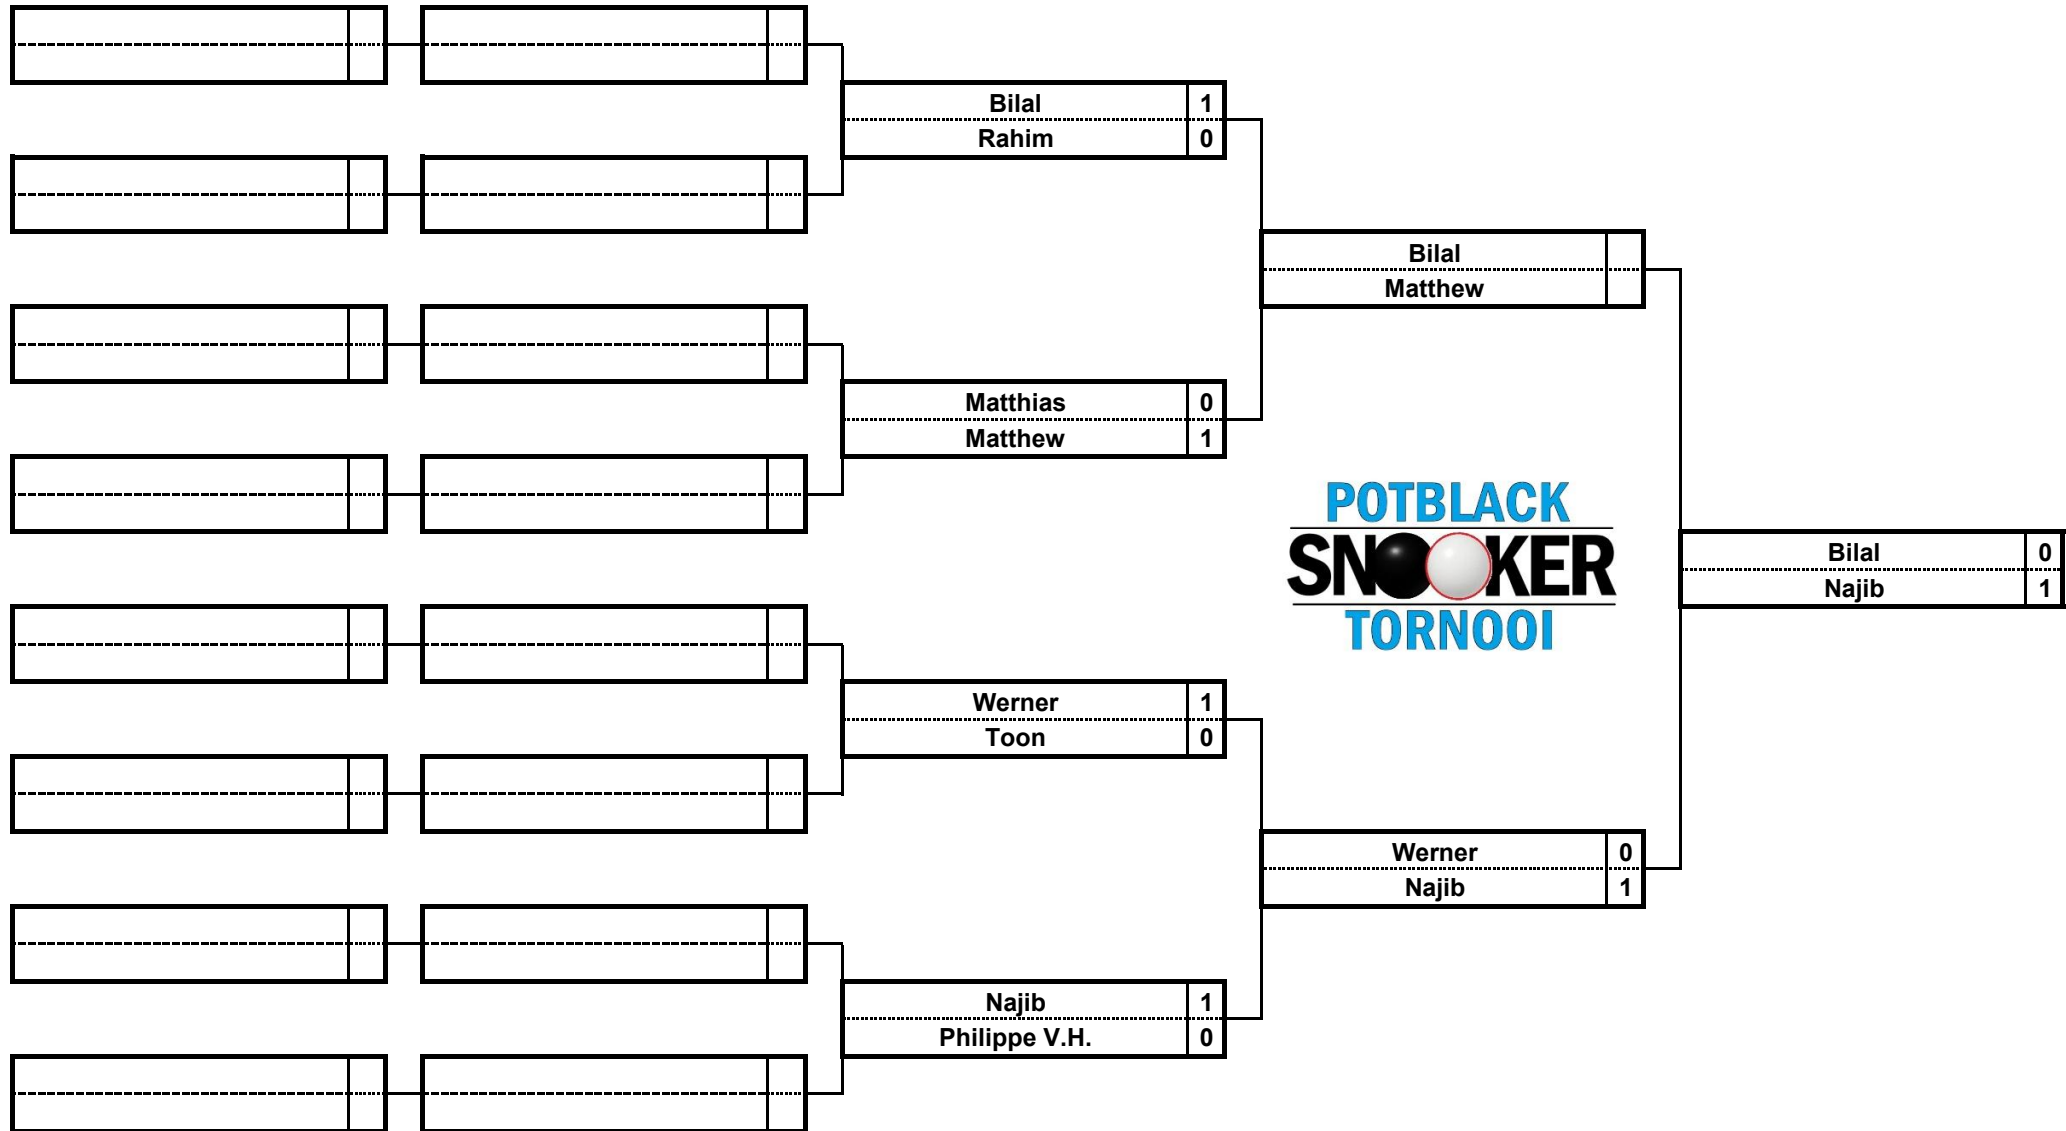 Bilal 1
Rahim 0
Bilal
Matthew
Matthias 0
Matthew 1
POTBLACK
SNOOKER
TORNOOI
Bilal 0
Najib 1
Werner 1
Toon 0
Werner 0
Najib 1
Najib 1
Philippe V.H. 0